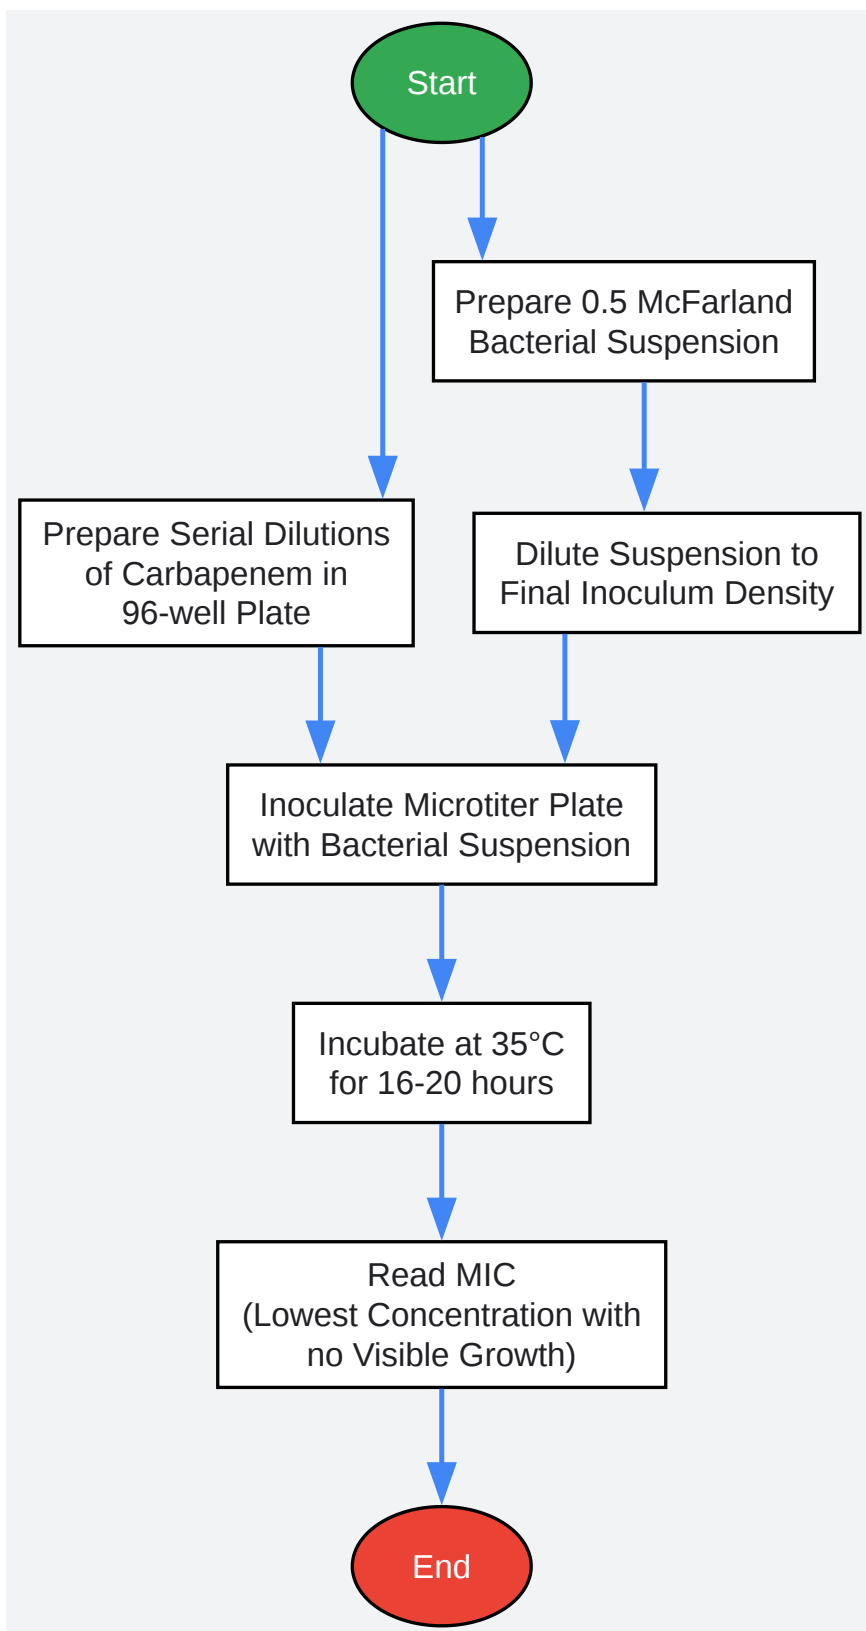 Start
Prepare 0.5 McFarland
Bacterial Suspension
Prepare Serial Dilutions
of Carbapenem in
96-well Plate
Dilute Suspension to
Final Inoculum Density
Inoculate Microtiter Plate
with Bacterial Suspension
Incubate at 35°C
for 16-20 hours
Read MIC
(Lowest Concentration with
no Visible Growth)
End